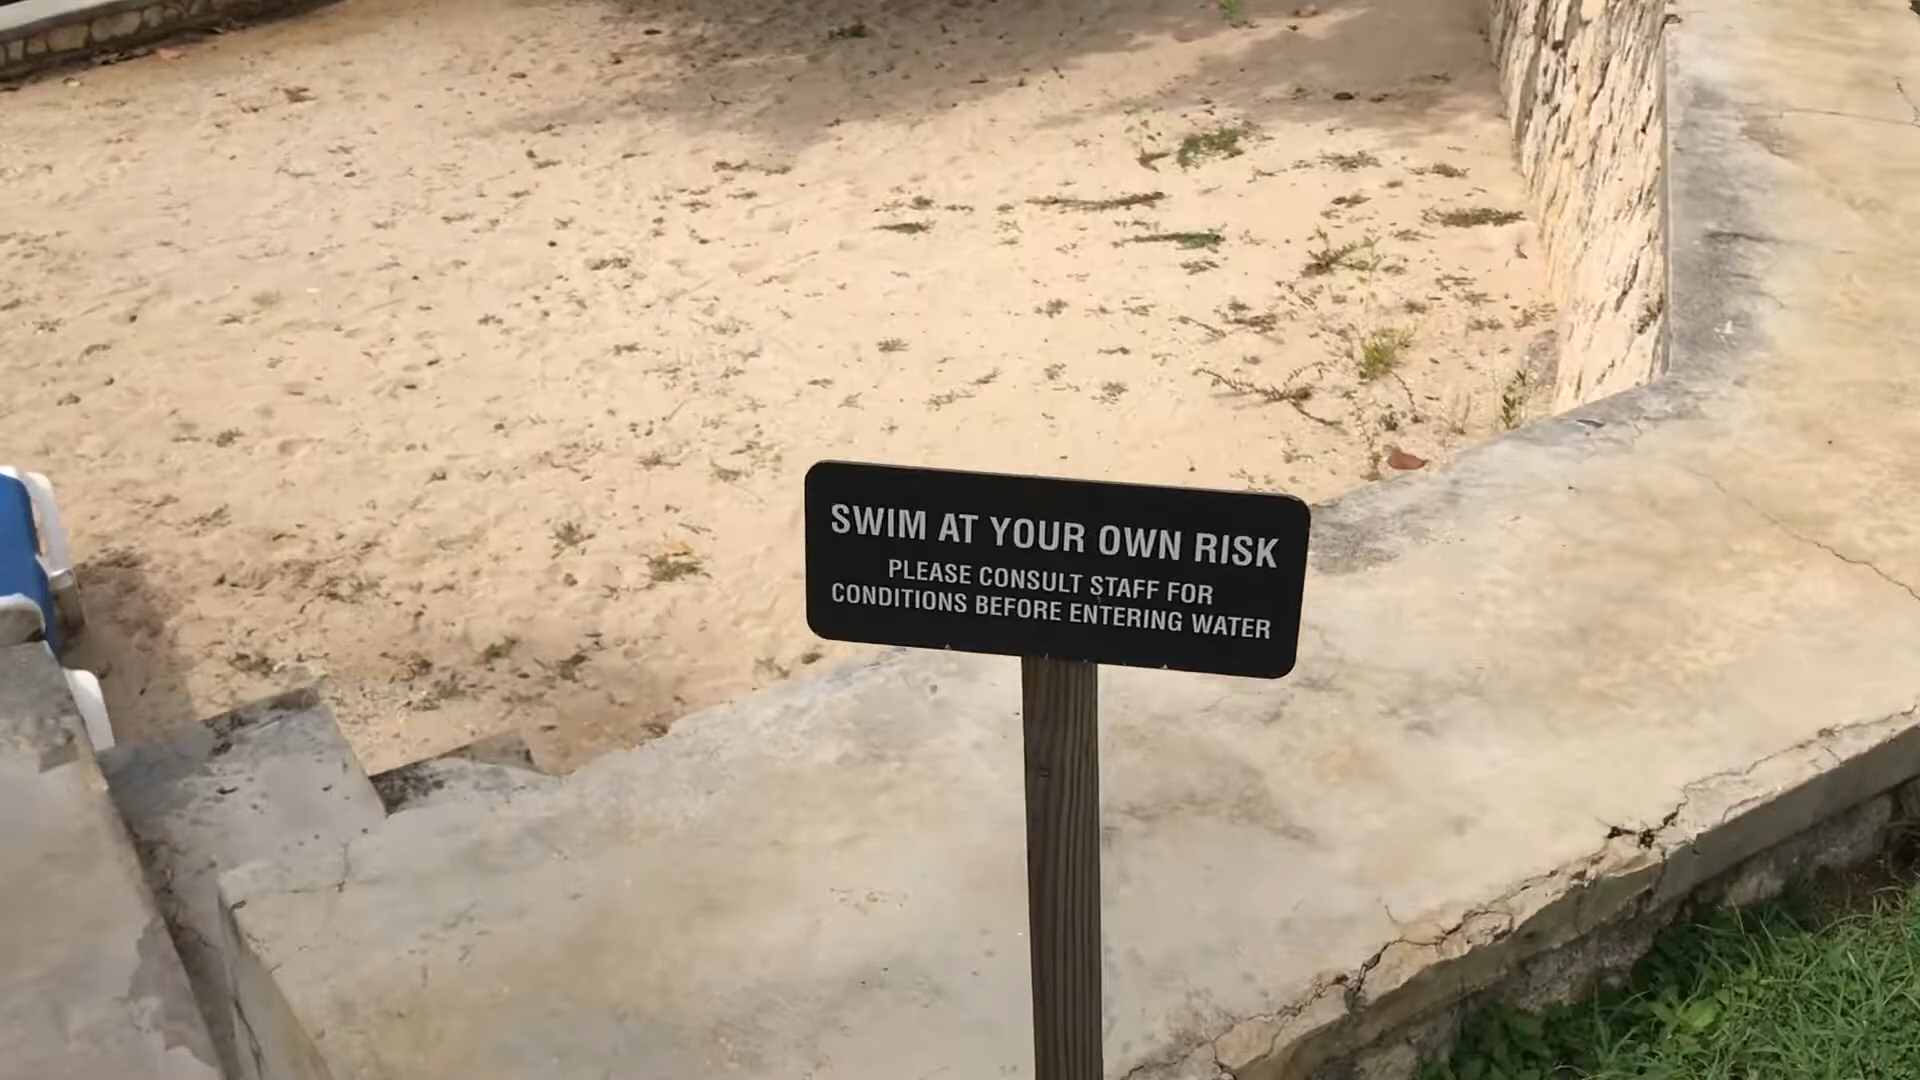 SWIM AT YOUR OWN RISK
PLEASE CONSULT STAFF FOR
CONDITIONS BEFORE ENTERING WATER